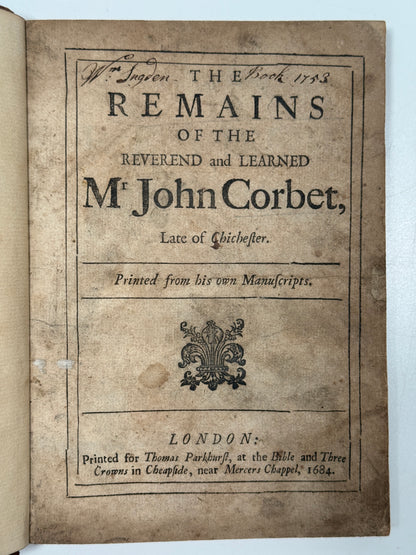 Wm Ingden Book 1753
THE
REMAINS
OF THE
REVEREND and LEARNED
Mr John Corbet,
Late of Chicheſter.
Printed from his own Manuſcripts.
LONDON:
Printed for Thomas Parkhurſt, at the Bible and Three
Crowns in Cheapſide, near Mercers Chappel, 1684.